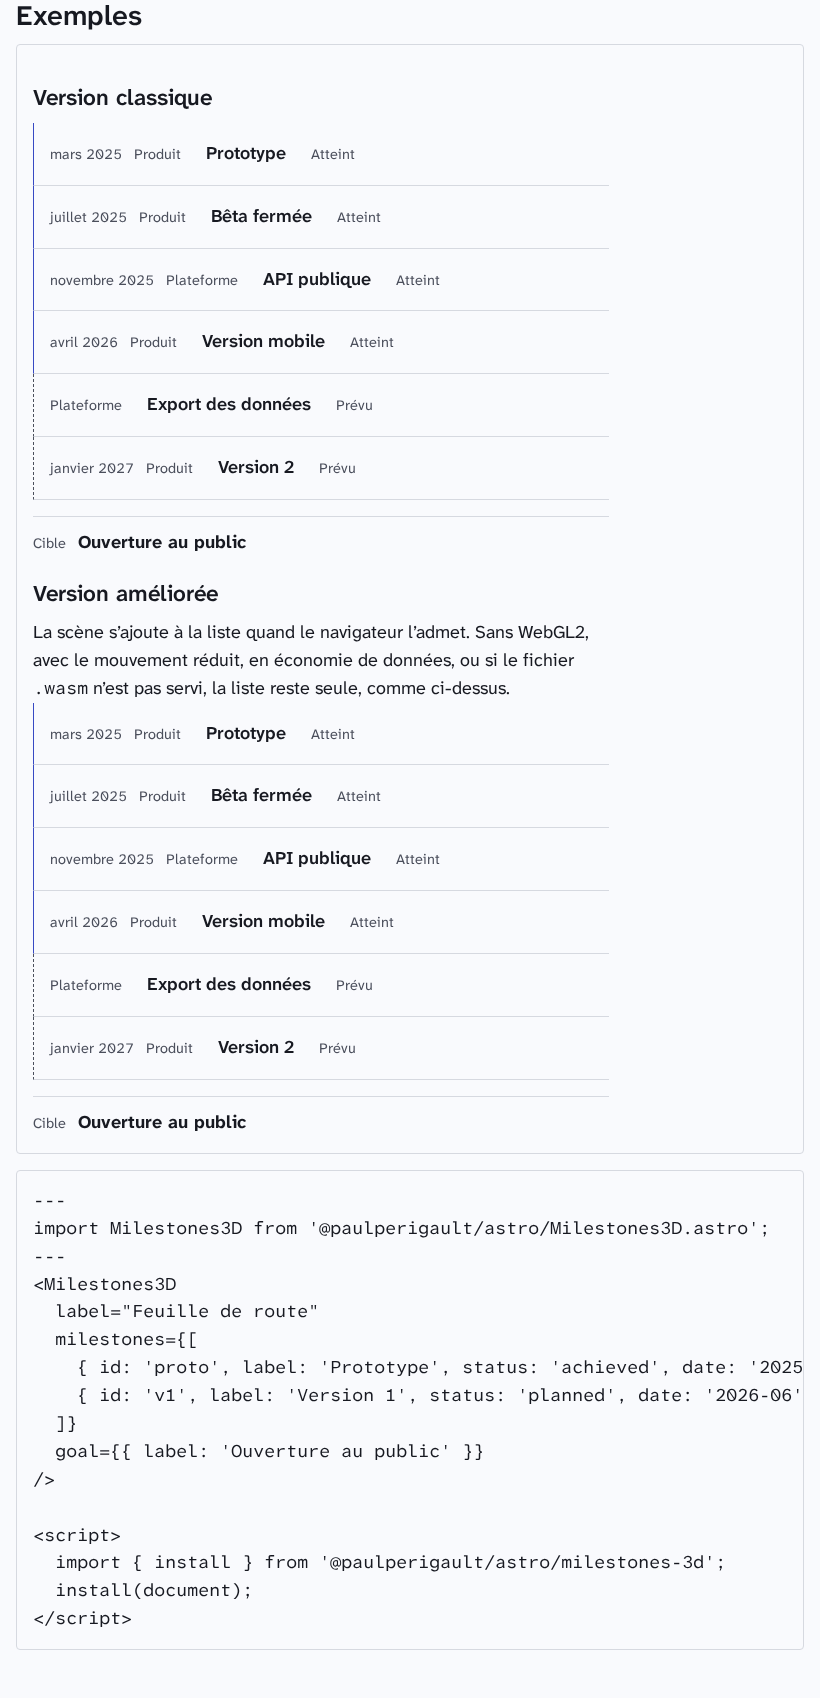 Exemples
Version classique
mars 2025 Produit Prototype Atteint
juillet 2025 Produit Bêta fermée Atteint
novembre 2025 Plateforme API publique Atteint
avril 2026 Produit Version mobile Atteint
Plateforme Export des données Prévu
janvier 2027 Produit Version 2 Prévu
Cible Ouverture au public
Version améliorée
La scène s’ajoute à la liste quand le navigateur l’admet. Sans WebGL2,
avec le mouvement réduit, en économie de données, ou si le fichier
.wasm n’est pas servi, la liste reste seule, comme ci-dessus.
mars 2025 Produit Prototype Atteint
juillet 2025 Produit Bêta fermée Atteint
novembre 2025 Plateforme API publique Atteint
avril 2026 Produit Version mobile Atteint
Plateforme Export des données Prévu
janvier 2027 Produit Version 2 Prévu
Cible Ouverture au public
---
import Milestones3D from '@paulperigault/astro/Milestones3D.astro';
---
<Milestones3D
  label="Feuille de route"
  milestones={[
    { id: 'proto', label: 'Prototype', status: 'achieved', date: '2025
    { id: 'v1', label: 'Version 1', status: 'planned', date: '2026-06'
  ]}
  goal={{ label: 'Ouverture au public' }}
/>

<script>
  import { install } from '@paulperigault/astro/milestones-3d';
  install(document);
</script>